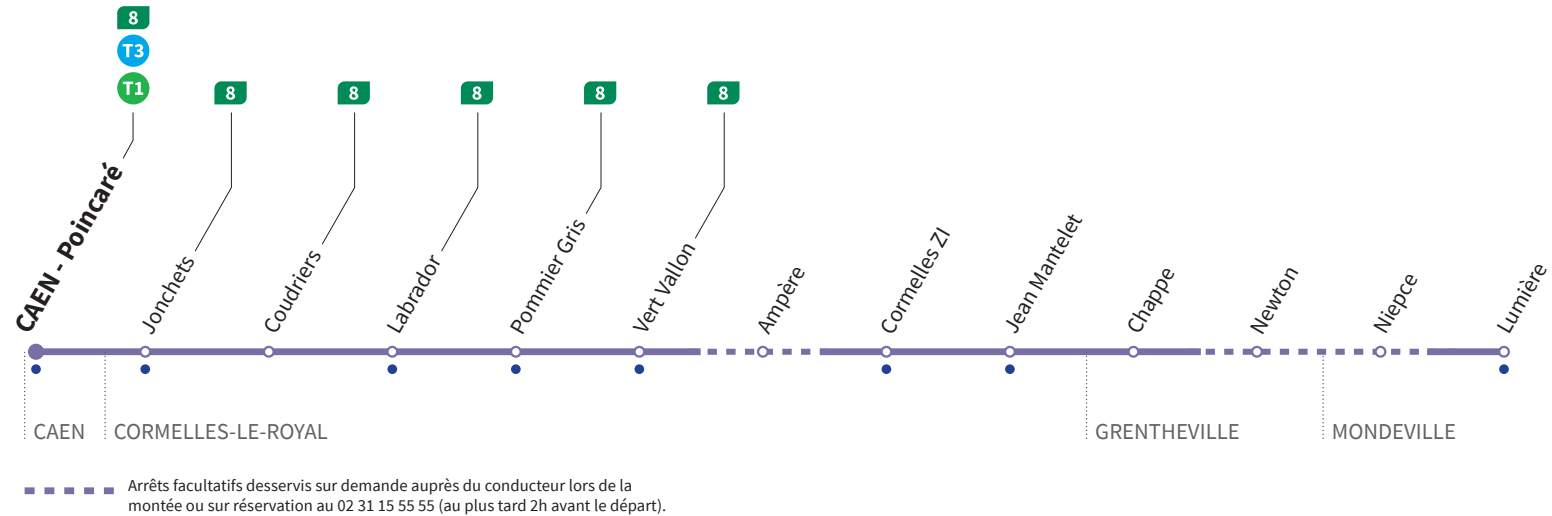 8
T3
T1
8
8
8
8
8
CAEN - Poincaré
Jonchets
Coudriers
Labrador
Pommier Gris
Vert Vallon
Ampère
Cormelles ZI
Jean Mantelet
Chappe
Newton
Niepce
Lumière
CAEN
CORMELLES-LE-ROYAL
GRENTHEVILLE
MONDEVILLE
Arrêts facultatifs desservis sur demande auprès du conducteur lors de la
montée ou sur réservation au 02 31 15 55 55 (au plus tard 2h avant le départ).